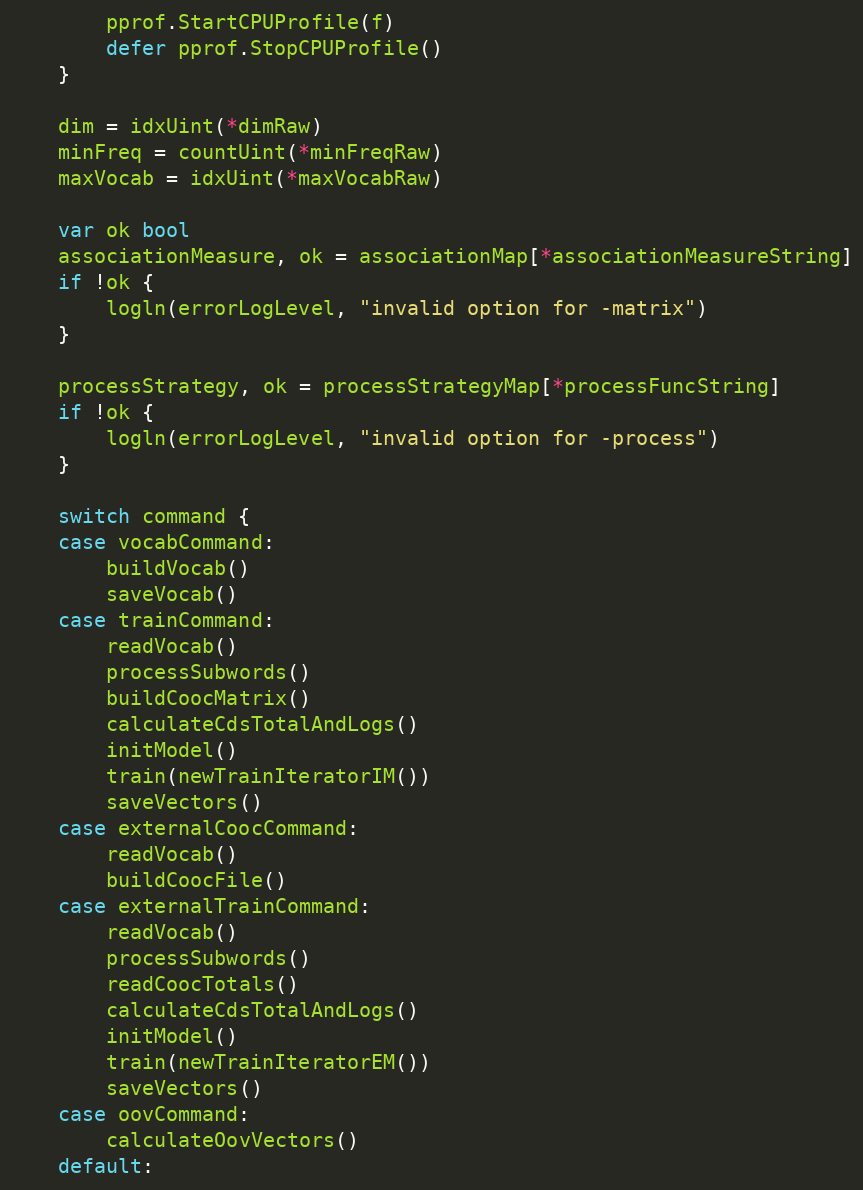 pprof.StartCPUProfile(f)
        defer pprof.StopCPUProfile()
    }

    dim = idxUint(*dimRaw)
    minFreq = countUint(*minFreqRaw)
    maxVocab = idxUint(*maxVocabRaw)

    var ok bool
    associationMeasure, ok = associationMap[*associationMeasureString]
    if !ok {
        logln(errorLogLevel, "invalid option for -matrix")
    }

    processStrategy, ok = processStrategyMap[*processFuncString]
    if !ok {
        logln(errorLogLevel, "invalid option for -process")
    }

    switch command {
    case vocabCommand:
        buildVocab()
        saveVocab()
    case trainCommand:
        readVocab()
        processSubwords()
        buildCoocMatrix()
        calculateCdsTotalAndLogs()
        initModel()
        train(newTrainIteratorIM())
        saveVectors()
    case externalCoocCommand:
        readVocab()
        buildCoocFile()
    case externalTrainCommand:
        readVocab()
        processSubwords()
        readCoocTotals()
        calculateCdsTotalAndLogs()
        initModel()
        train(newTrainIteratorEM())
        saveVectors()
    case oovCommand:
        calculateOovVectors()
    default: